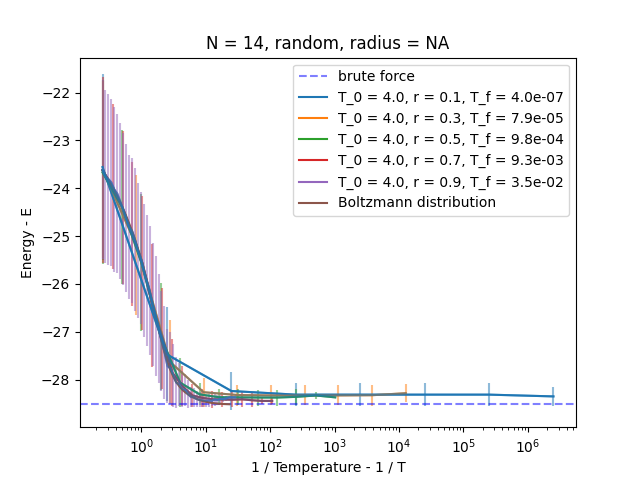 N = 14, random, radius = NA
brute force
T_0 = 4.0, r = 0.1, T_f = 4.0e-07
T_0 = 4.0, r = 0.3, T_f = 7.9e-05
T_0 = 4.0, r = 0.5, T_f = 9.8e-04
T_0 = 4.0, r = 0.7, T_f = 9.3e-03
T_0 = 4.0, r = 0.9, T_f = 3.5e-02
Boltzmann distribution
Energy - E
−22
−23
−24
−25
−26
−27
−28
10⁰ 10¹ 10² 10³ 10⁴ 10⁵ 10⁶
1 / Temperature - 1 / T